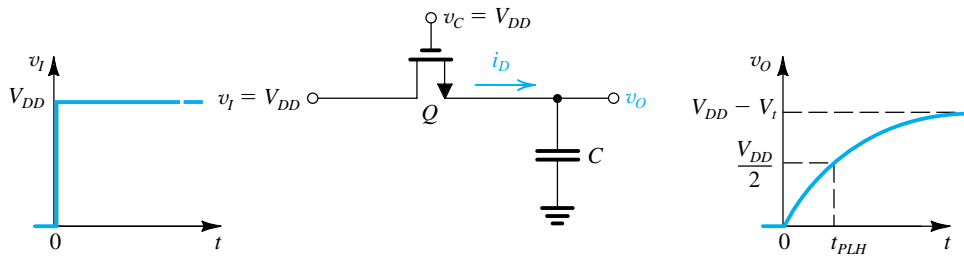 v_I
V_DD
0
t
v_C = V_DD
v_I = V_DD
Q
i_D
v_O
C
v_O
V_DD − V_t
V_DD
2
0
t_PLH
t